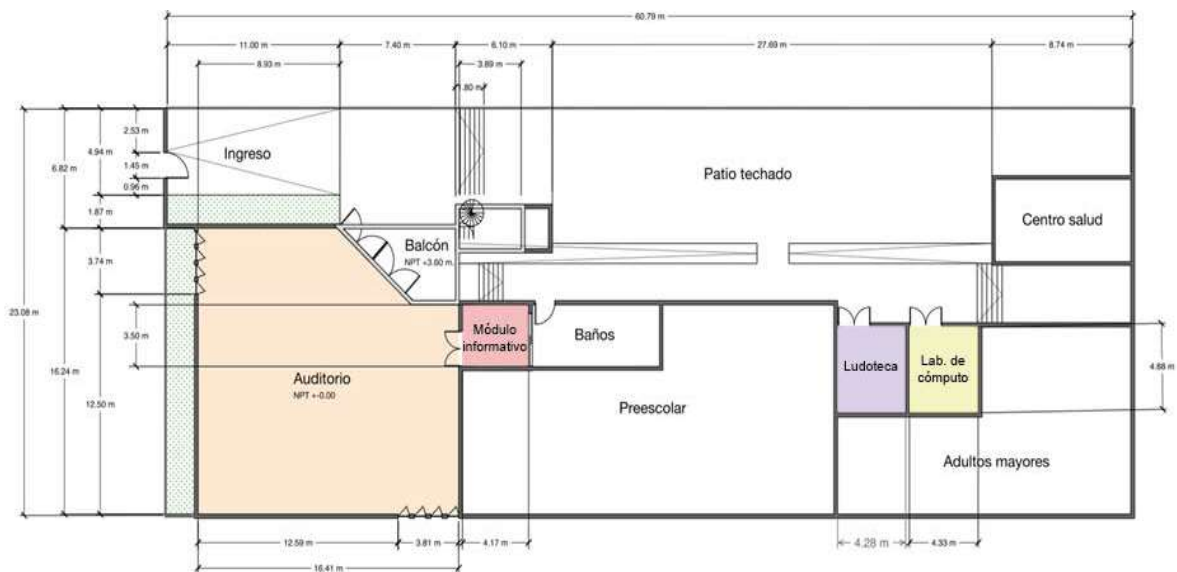 60.79 m
11.00 m
7.40 m
6.10 m
27.69 m
8.74 m
8.93 m
3.89 m
1.80 m
2.53 m
4.94 m
6.82 m
1.45 m
0.96 m
1.87 m
Ingreso
Patio techado
Centro salud
Balcón
NPT +3.60 m.
3.74 m
23.08 m
3.50 m
16.24 m
12.50 m
Módulo
informativo
Baños
Ludoteca
Lab. de
cómputo
4.68 m
Auditorio
NPT +-0.00
Preescolar
Adultos mayores
12.59 m
3.81 m
4.17 m
4.28 m
4.33 m
16.41 m